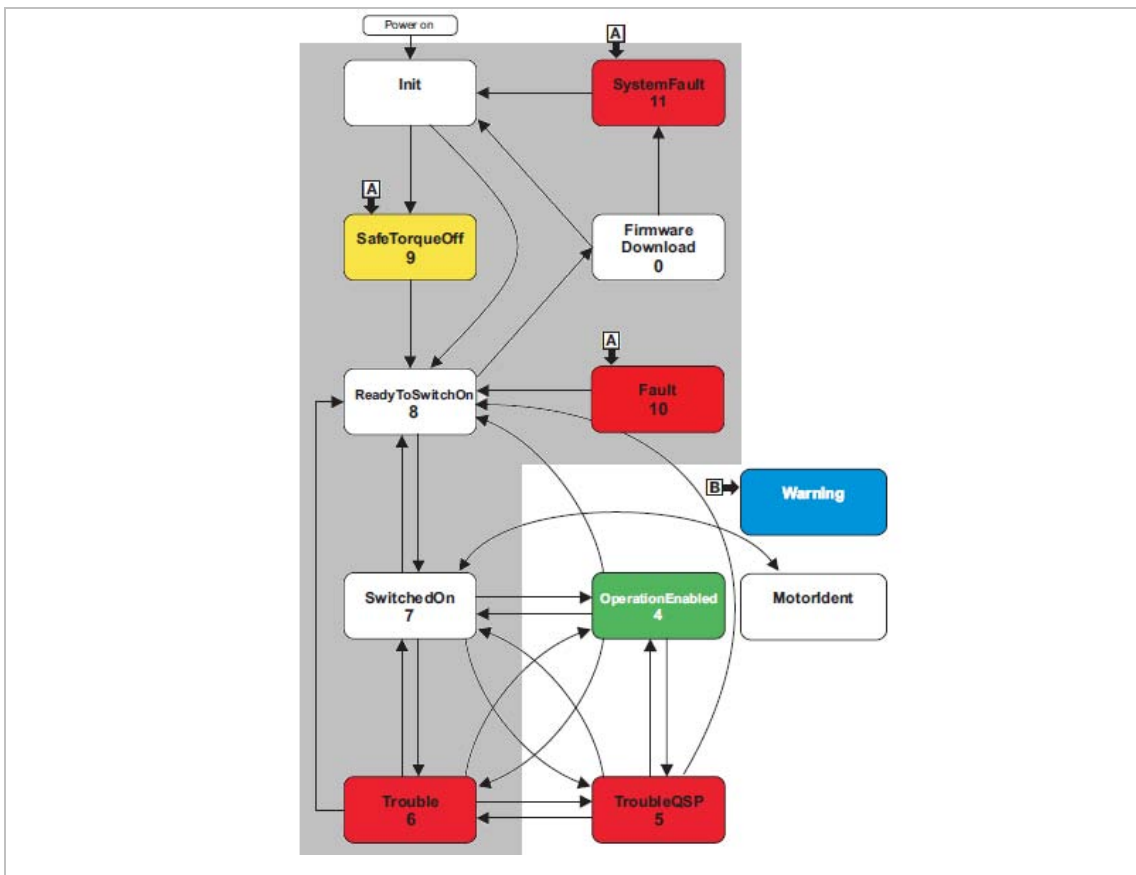 Power on
A
Init
SystemFault
11
A
SafeTorqueOff
9
Firmware
Download
0
A
ReadyToSwitchOn
8
Fault
10
B
Warning
SwitchedOn
7
OperationEnabled
4
MotorIdent
Trouble
6
TroubleQSP
5